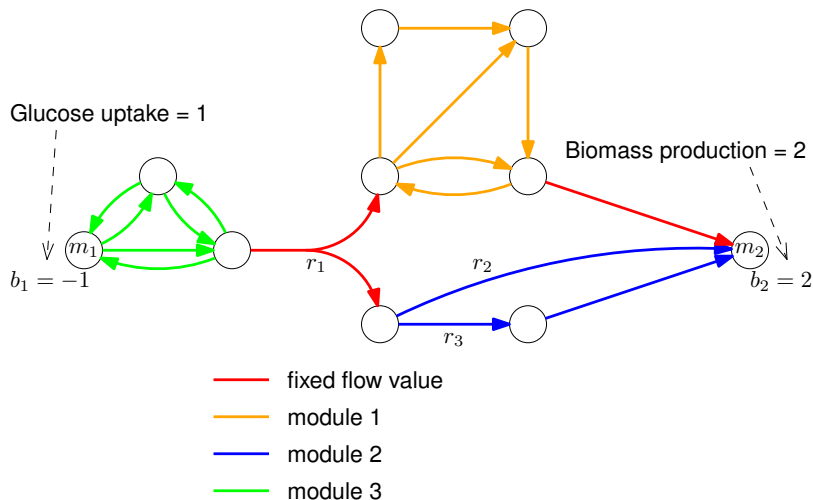 Glucose uptake = 1
Biomass production = 2
m₁
m₂
b₁ = −1
b₂ = 2
r₁
r₂
r₃
fixed flow value
module 1
module 2
module 3